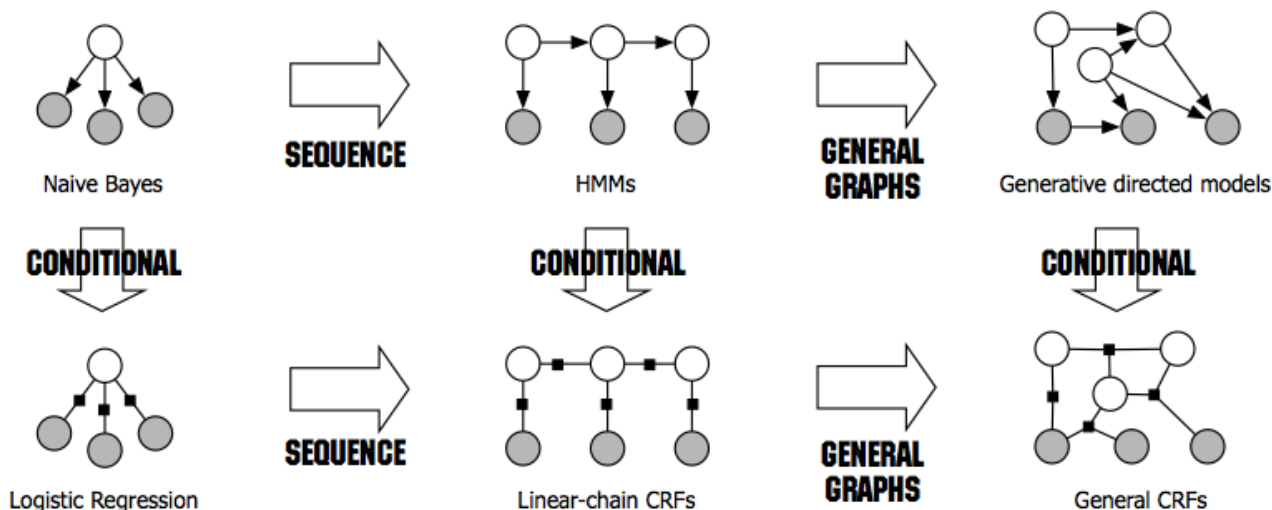 SEQUENCE
GENERAL
GRAPHS
Naive Bayes
HMMs
Generative directed models
CONDITIONAL
CONDITIONAL
CONDITIONAL
SEQUENCE
GENERAL
GRAPHS
Logistic Regression
Linear-chain CRFs
General CRFs